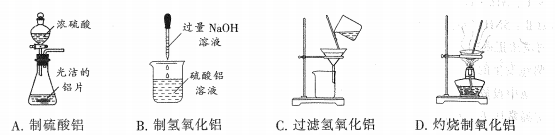 浓硫酸
光洁的
铝片
过量 NaOH
溶液
硫酸铝
溶液
A. 制硫酸铝
B. 制氢氧化铝
C. 过滤氢氧化铝
D. 灼烧制氧化铝